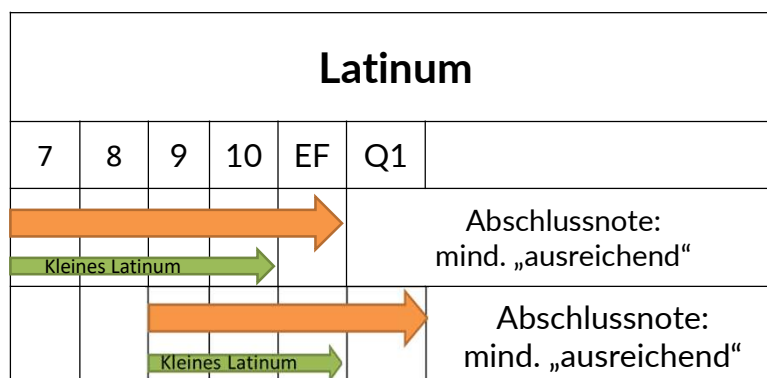 Latinum
7 8 9 10 EF Q1
Abschlussnote:
mind. „ausreichend“
Kleines Latinum
Abschlussnote:
mind. „ausreichend“
Kleines Latinum